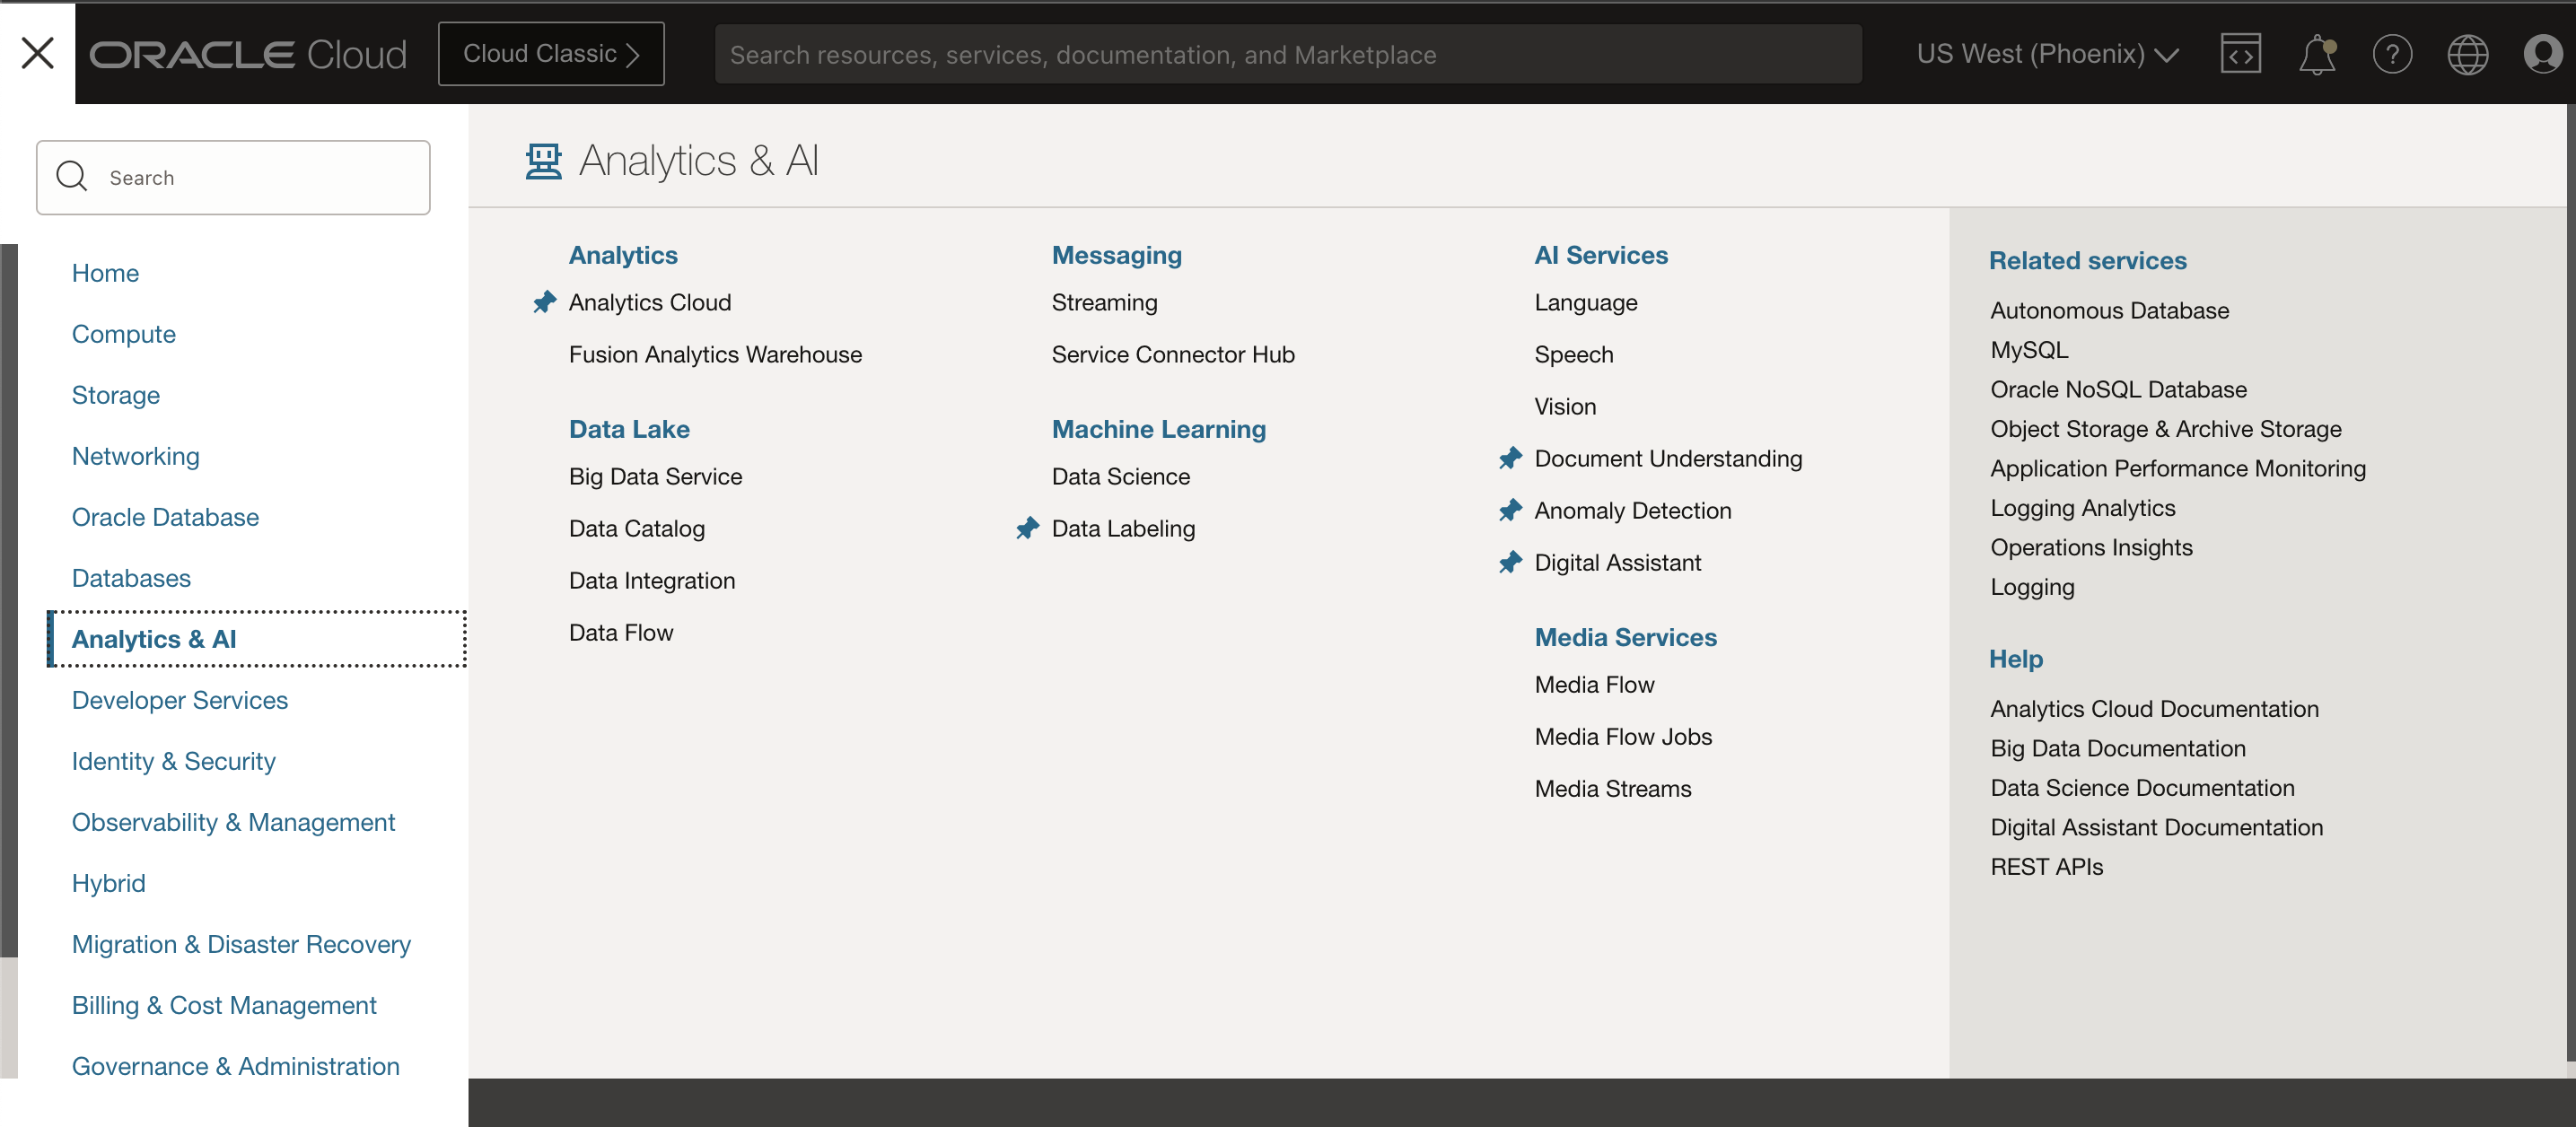 ORACLE Cloud
Cloud Classic
Search resources, services, documentation, and Marketplace
US West (Phoenix)
Search
Home
Compute
Storage
Networking
Oracle Database
Databases
Analytics & AI
Developer Services
Identity & Security
Observability & Management
Hybrid
Migration & Disaster Recovery
Billing & Cost Management
Governance & Administration
Analytics & AI
Analytics
Analytics Cloud
Fusion Analytics Warehouse
Data Lake
Big Data Service
Data Catalog
Data Integration
Data Flow
Messaging
Streaming
Service Connector Hub
Machine Learning
Data Science
Data Labeling
AI Services
Language
Speech
Vision
Document Understanding
Anomaly Detection
Digital Assistant
Media Services
Media Flow
Media Flow Jobs
Media Streams
Related services
Autonomous Database
MySQL
Oracle NoSQL Database
Object Storage & Archive Storage
Application Performance Monitoring
Logging Analytics
Operations Insights
Logging
Help
Analytics Cloud Documentation
Big Data Documentation
Data Science Documentation
Digital Assistant Documentation
REST APIs